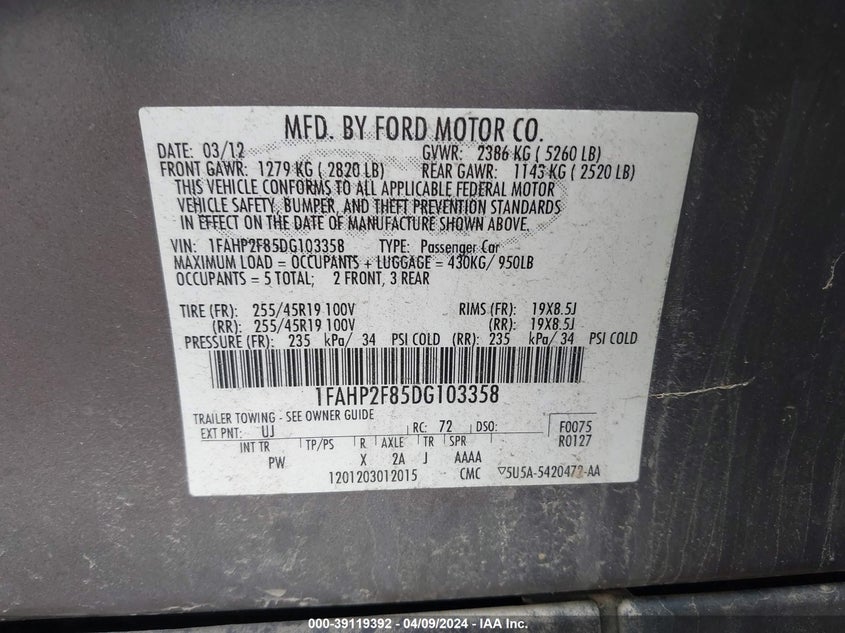 MFD. BY FORD MOTOR CO.
DATE: 03/12 GVWR: 2386 KG ( 5260 LB)
FRONT GAWR: 1279 KG ( 2820 LB) REAR GAWR: 1143 KG ( 2520 LB)
THIS VEHICLE CONFORMS TO ALL APPLICABLE FEDERAL MOTOR
VEHICLE SAFETY, BUMPER, AND THEFT PREVENTION STANDARDS
IN EFFECT ON THE DATE OF MANUFACTURE SHOWN ABOVE.
VIN: 1FAHP2F85DG103358 TYPE: Passenger Car
MAXIMUM LOAD = OCCUPANTS + LUGGAGE = 430KG/ 950LB
OCCUPANTS = 5 TOTAL; 2 FRONT, 3 REAR
TIRE (FR): 255/45R19 100V RIMS (FR): 19X8.5J
(RR): 255/45R19 100V (RR): 19X8.5J
PRESSURE (FR): 235 kPa/ 34 PSI COLD (RR): 235 kPa/ 34 PSI COLD
1FAHP2F85DG103358
TRAILER TOWING - SEE OWNER GUIDE
EXT PNT: UJ RC: 72 DSO: F0075
R0127
INT TR TP/PS R AXLE TR SPR
PW X 2A J AAAA
1201203012015 CMC ▽5U5A-5420472-AA
000-39119392 - 04/09/2024 - IAA Inc.